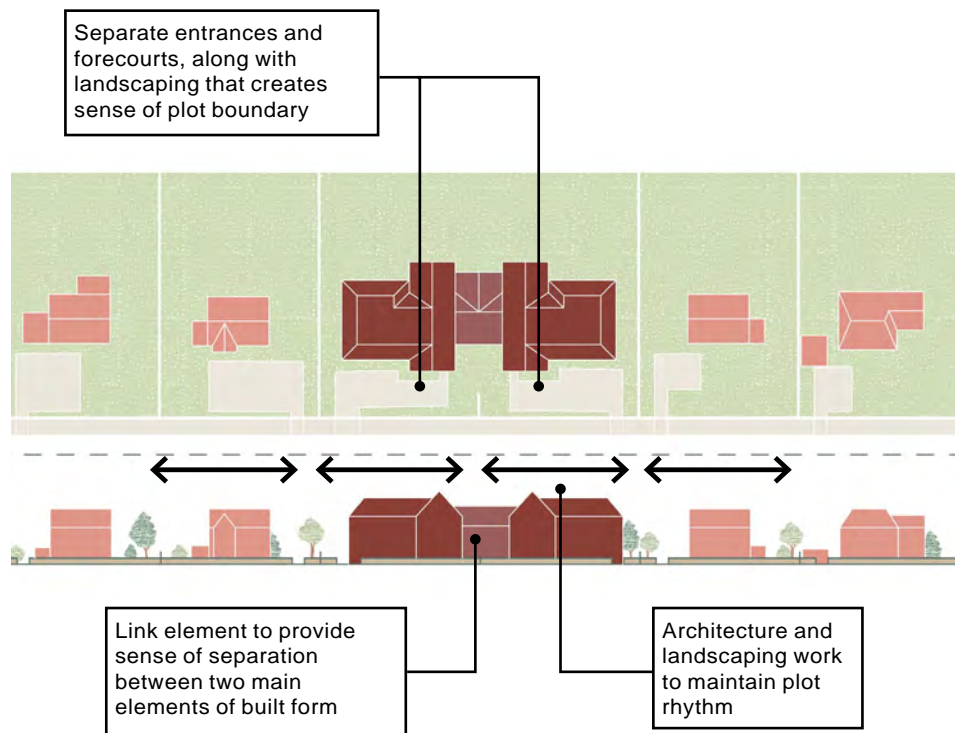 Separate entrances and
forecourts, along with
landscaping that creates
sense of plot boundary
Link element to provide
sense of separation
between two main
elements of built form
Architecture and
landscaping work
to maintain plot
rhythm